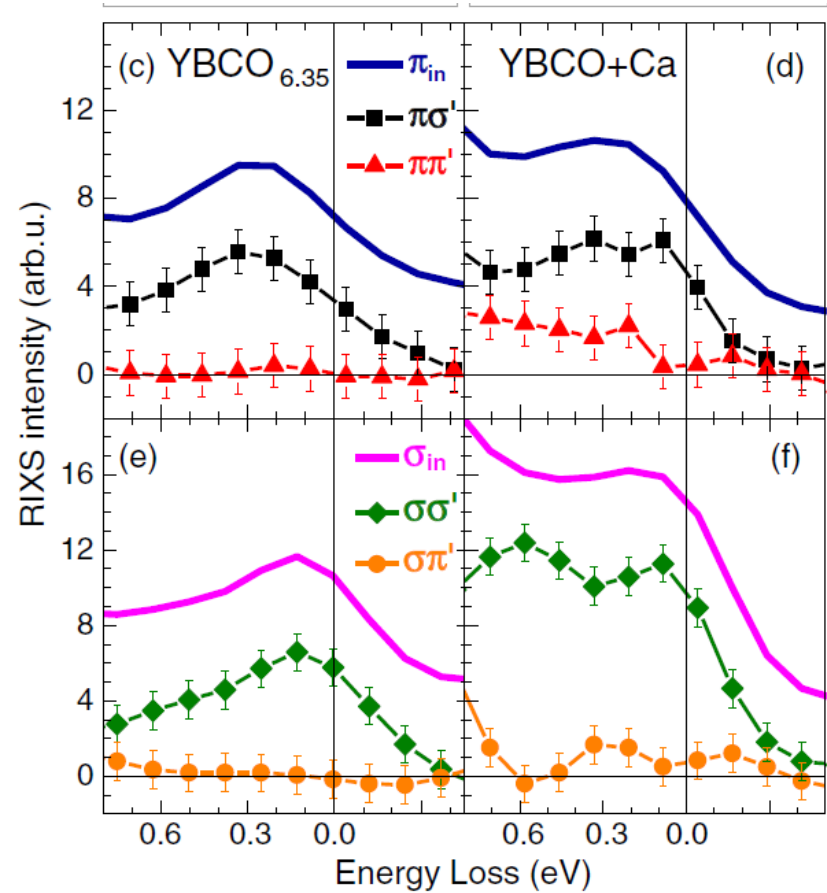 (c) YBCO6.35
πin
πσ'
ππ'
YBCO+Ca (d)
12
8
4
0
RIXS intensity (arb.u.)
(e)
σin
σσ'
σπ'
(f)
16
12
8
4
0
0.6 0.3 0.0 0.6 0.3 0.0
Energy Loss (eV)